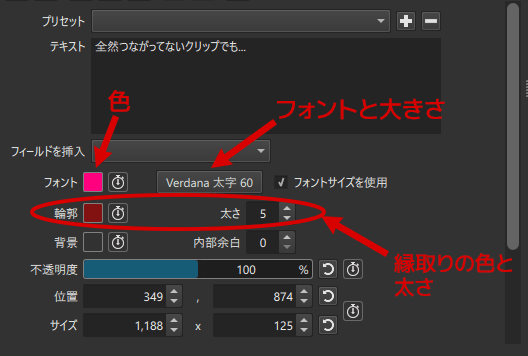 プリセット
テキスト 全然つながってないクリップでも...
色
フォントと大きさ
フィールドを挿入
フォント Verdana 太字 60 フォントサイズを使用
輪郭 太さ 5
背景 内部余白 0
縁取りの色と
太さ
不透明度 100 %
位置 349 , 874
サイズ 1,188 x 125